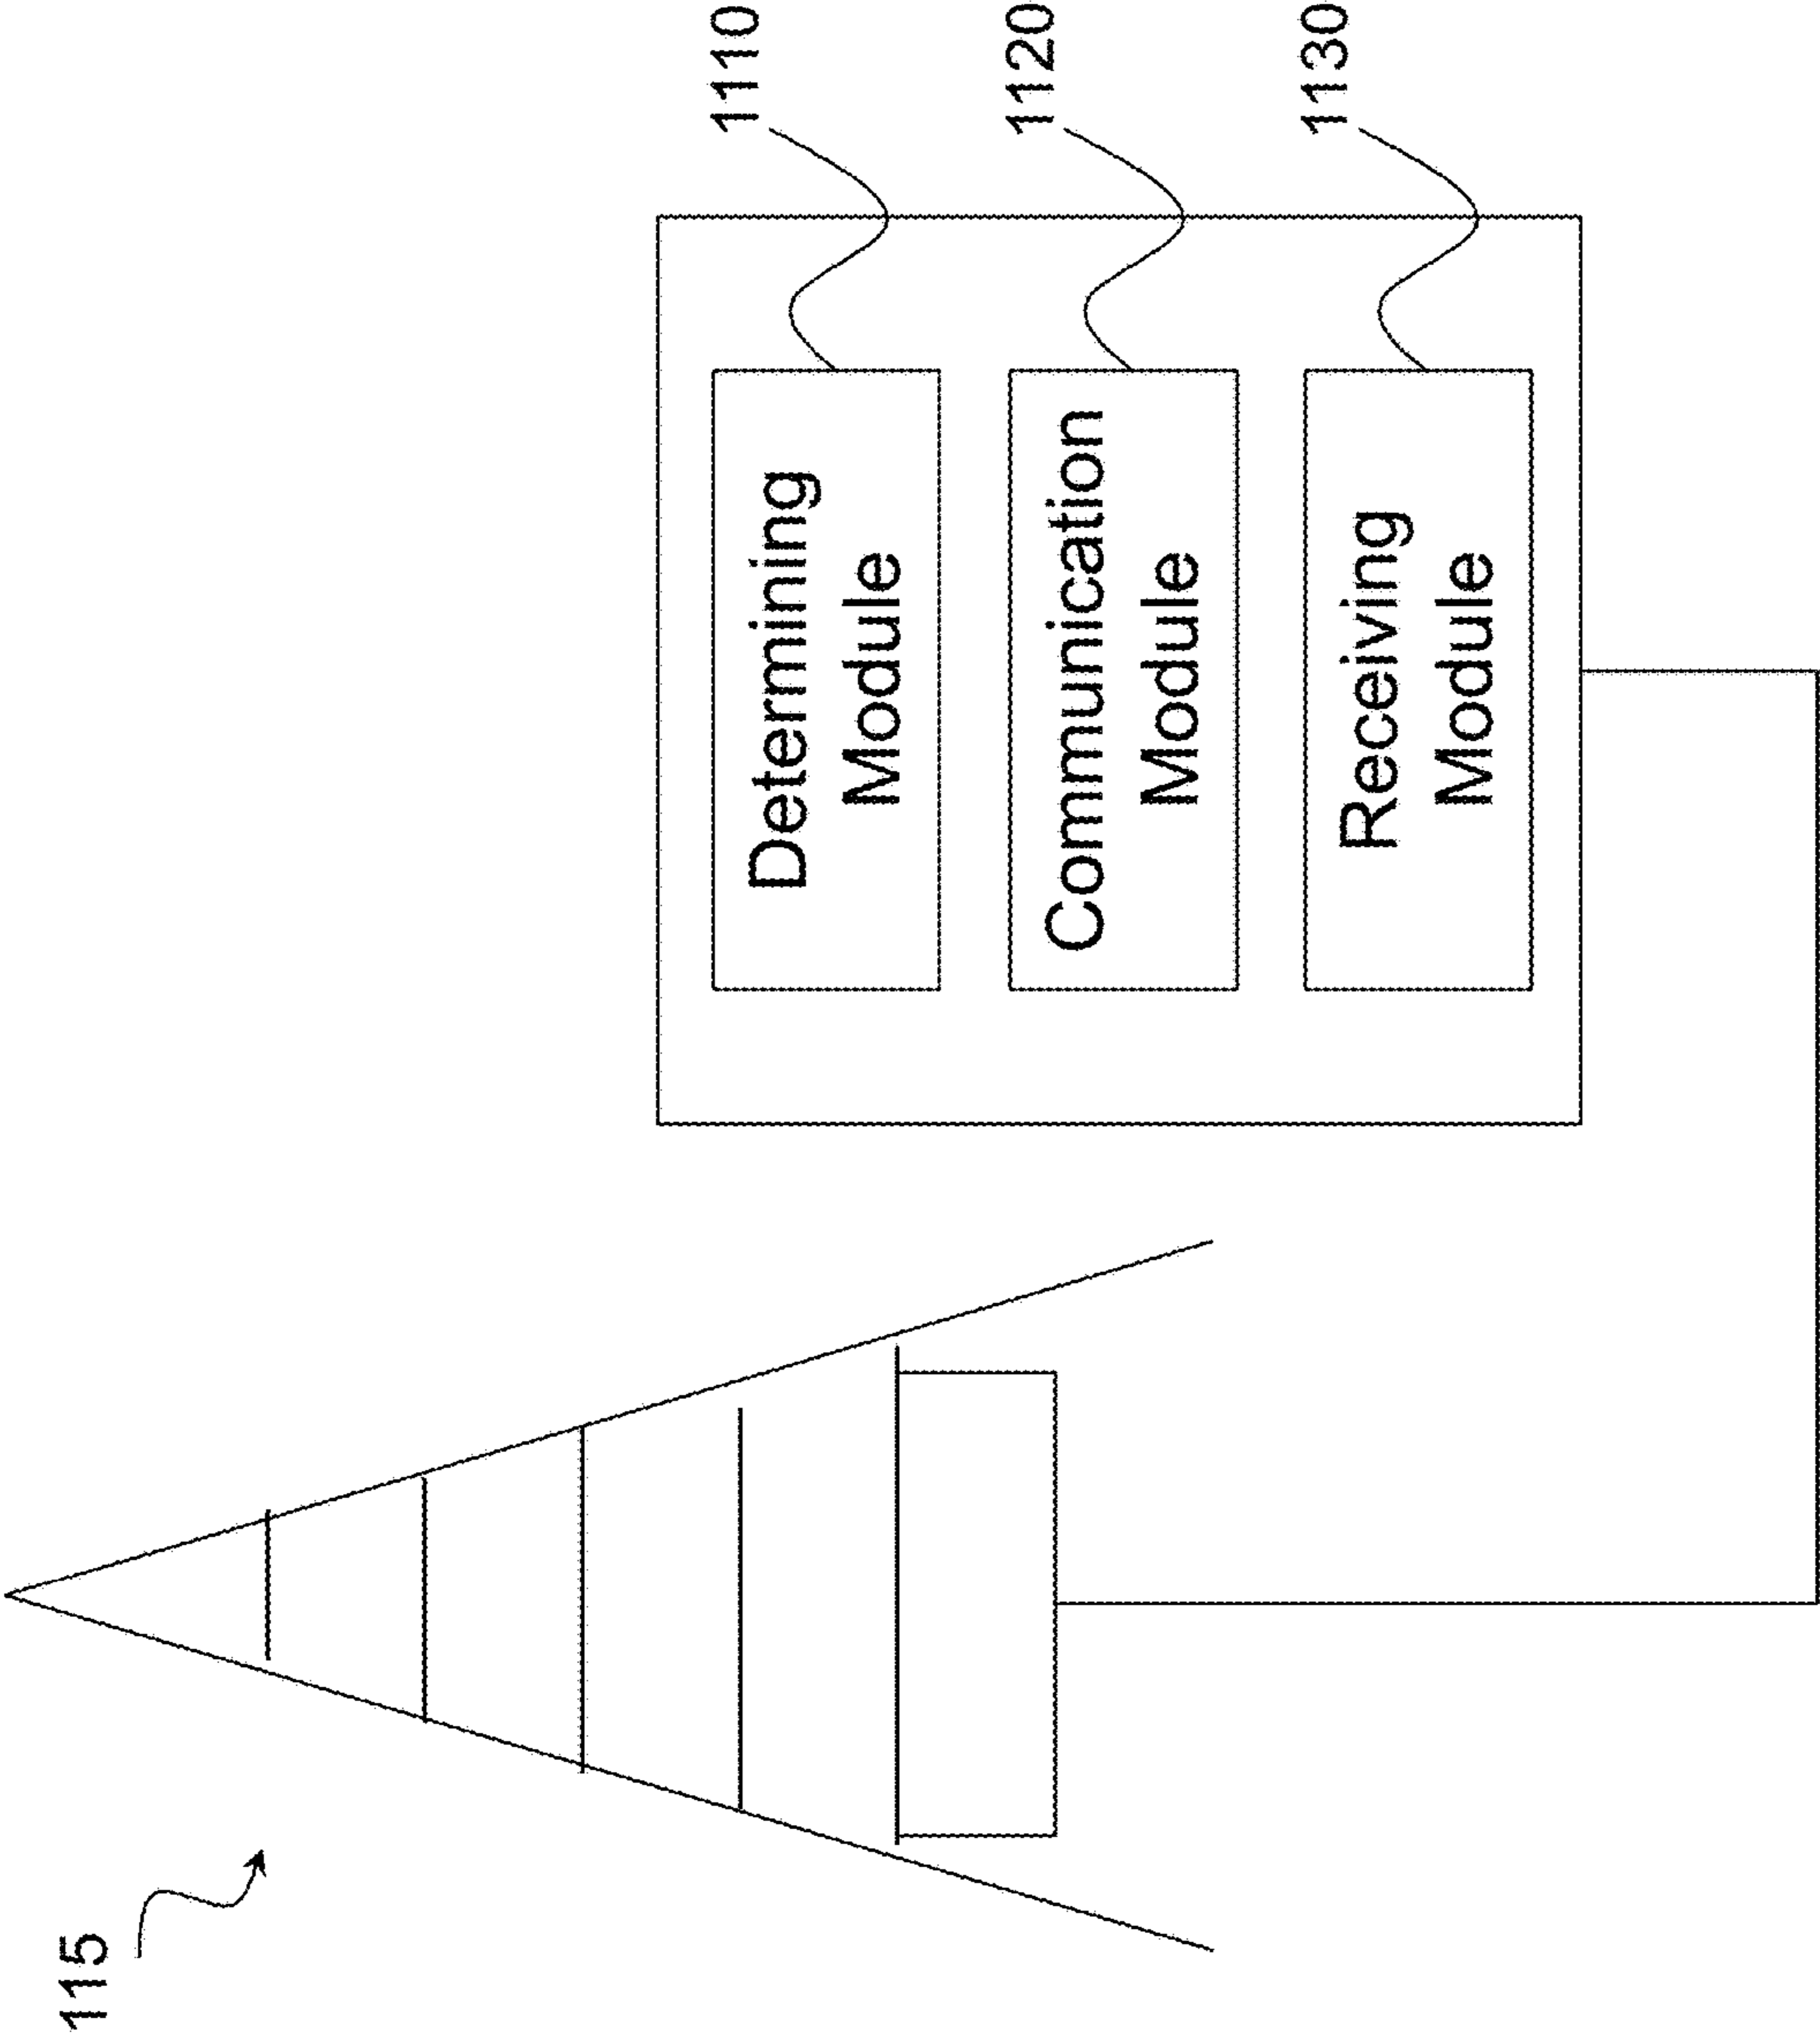 115
Determining
Module
1110
Communication
Module
1120
Receiving
Module
1130